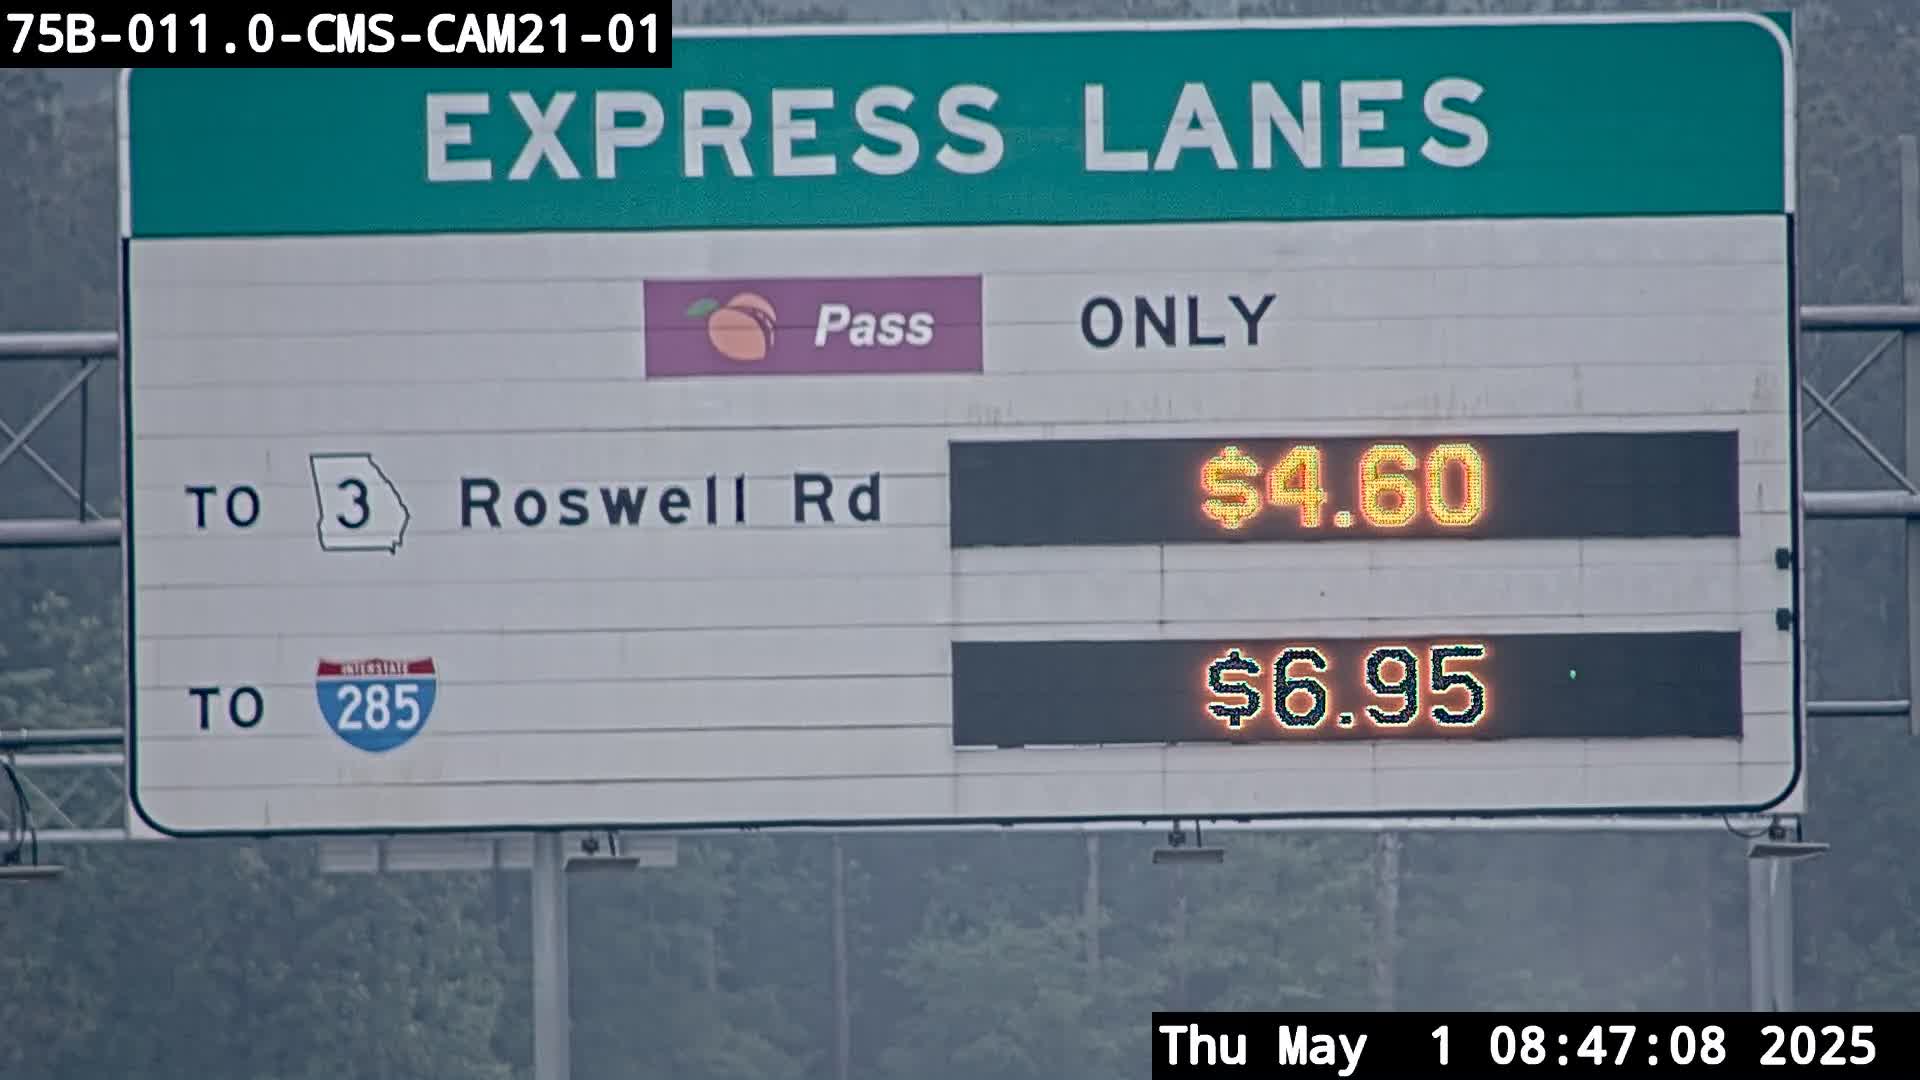 75B-011.0-CMS-CAM21-01
EXPRESS LANES
Pass ONLY
TO 3 Roswell Rd $4.60
INTERSTATE
TO 285 $6.95
Thu May 1 08:47:08 2025